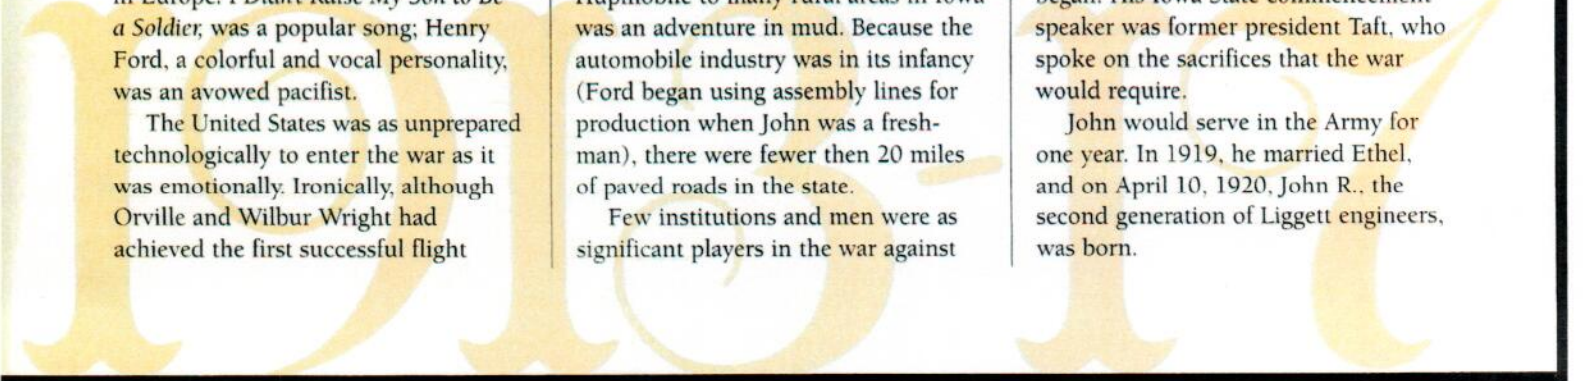 a Soldier, was a popular song; Henry
Ford, a colorful and vocal personality,
was an avowed pacifist.
The United States was as unprepared
technologically to enter the war as it
was emotionally. Ironically, although
Orville and Wilbur Wright had
achieved the first successful flight
was an adventure in mud. Because the
automobile industry was in its infancy
(Ford began using assembly lines for
production when John was a fresh-
man), there were fewer then 20 miles
of paved roads in the state.
Few institutions and men were as
significant players in the war against
speaker was former president Taft, who
spoke on the sacrifices that the war
would require.
John would serve in the Army for
one year. In 1919, he married Ethel,
and on April 10, 1920, John R., the
second generation of Liggett engineers,
was born.
1913-17